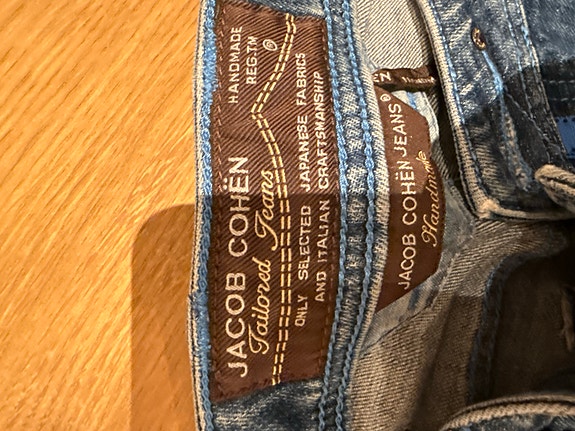 JACOB COHËN
Tailored Jeans
HANDMADE
REG.TM
®
ONLY SELECTED JAPANESE FABRICS
AND ITALIAN CRAFTSMANSHIP
JACOB COHËN JEANS®
Handmade